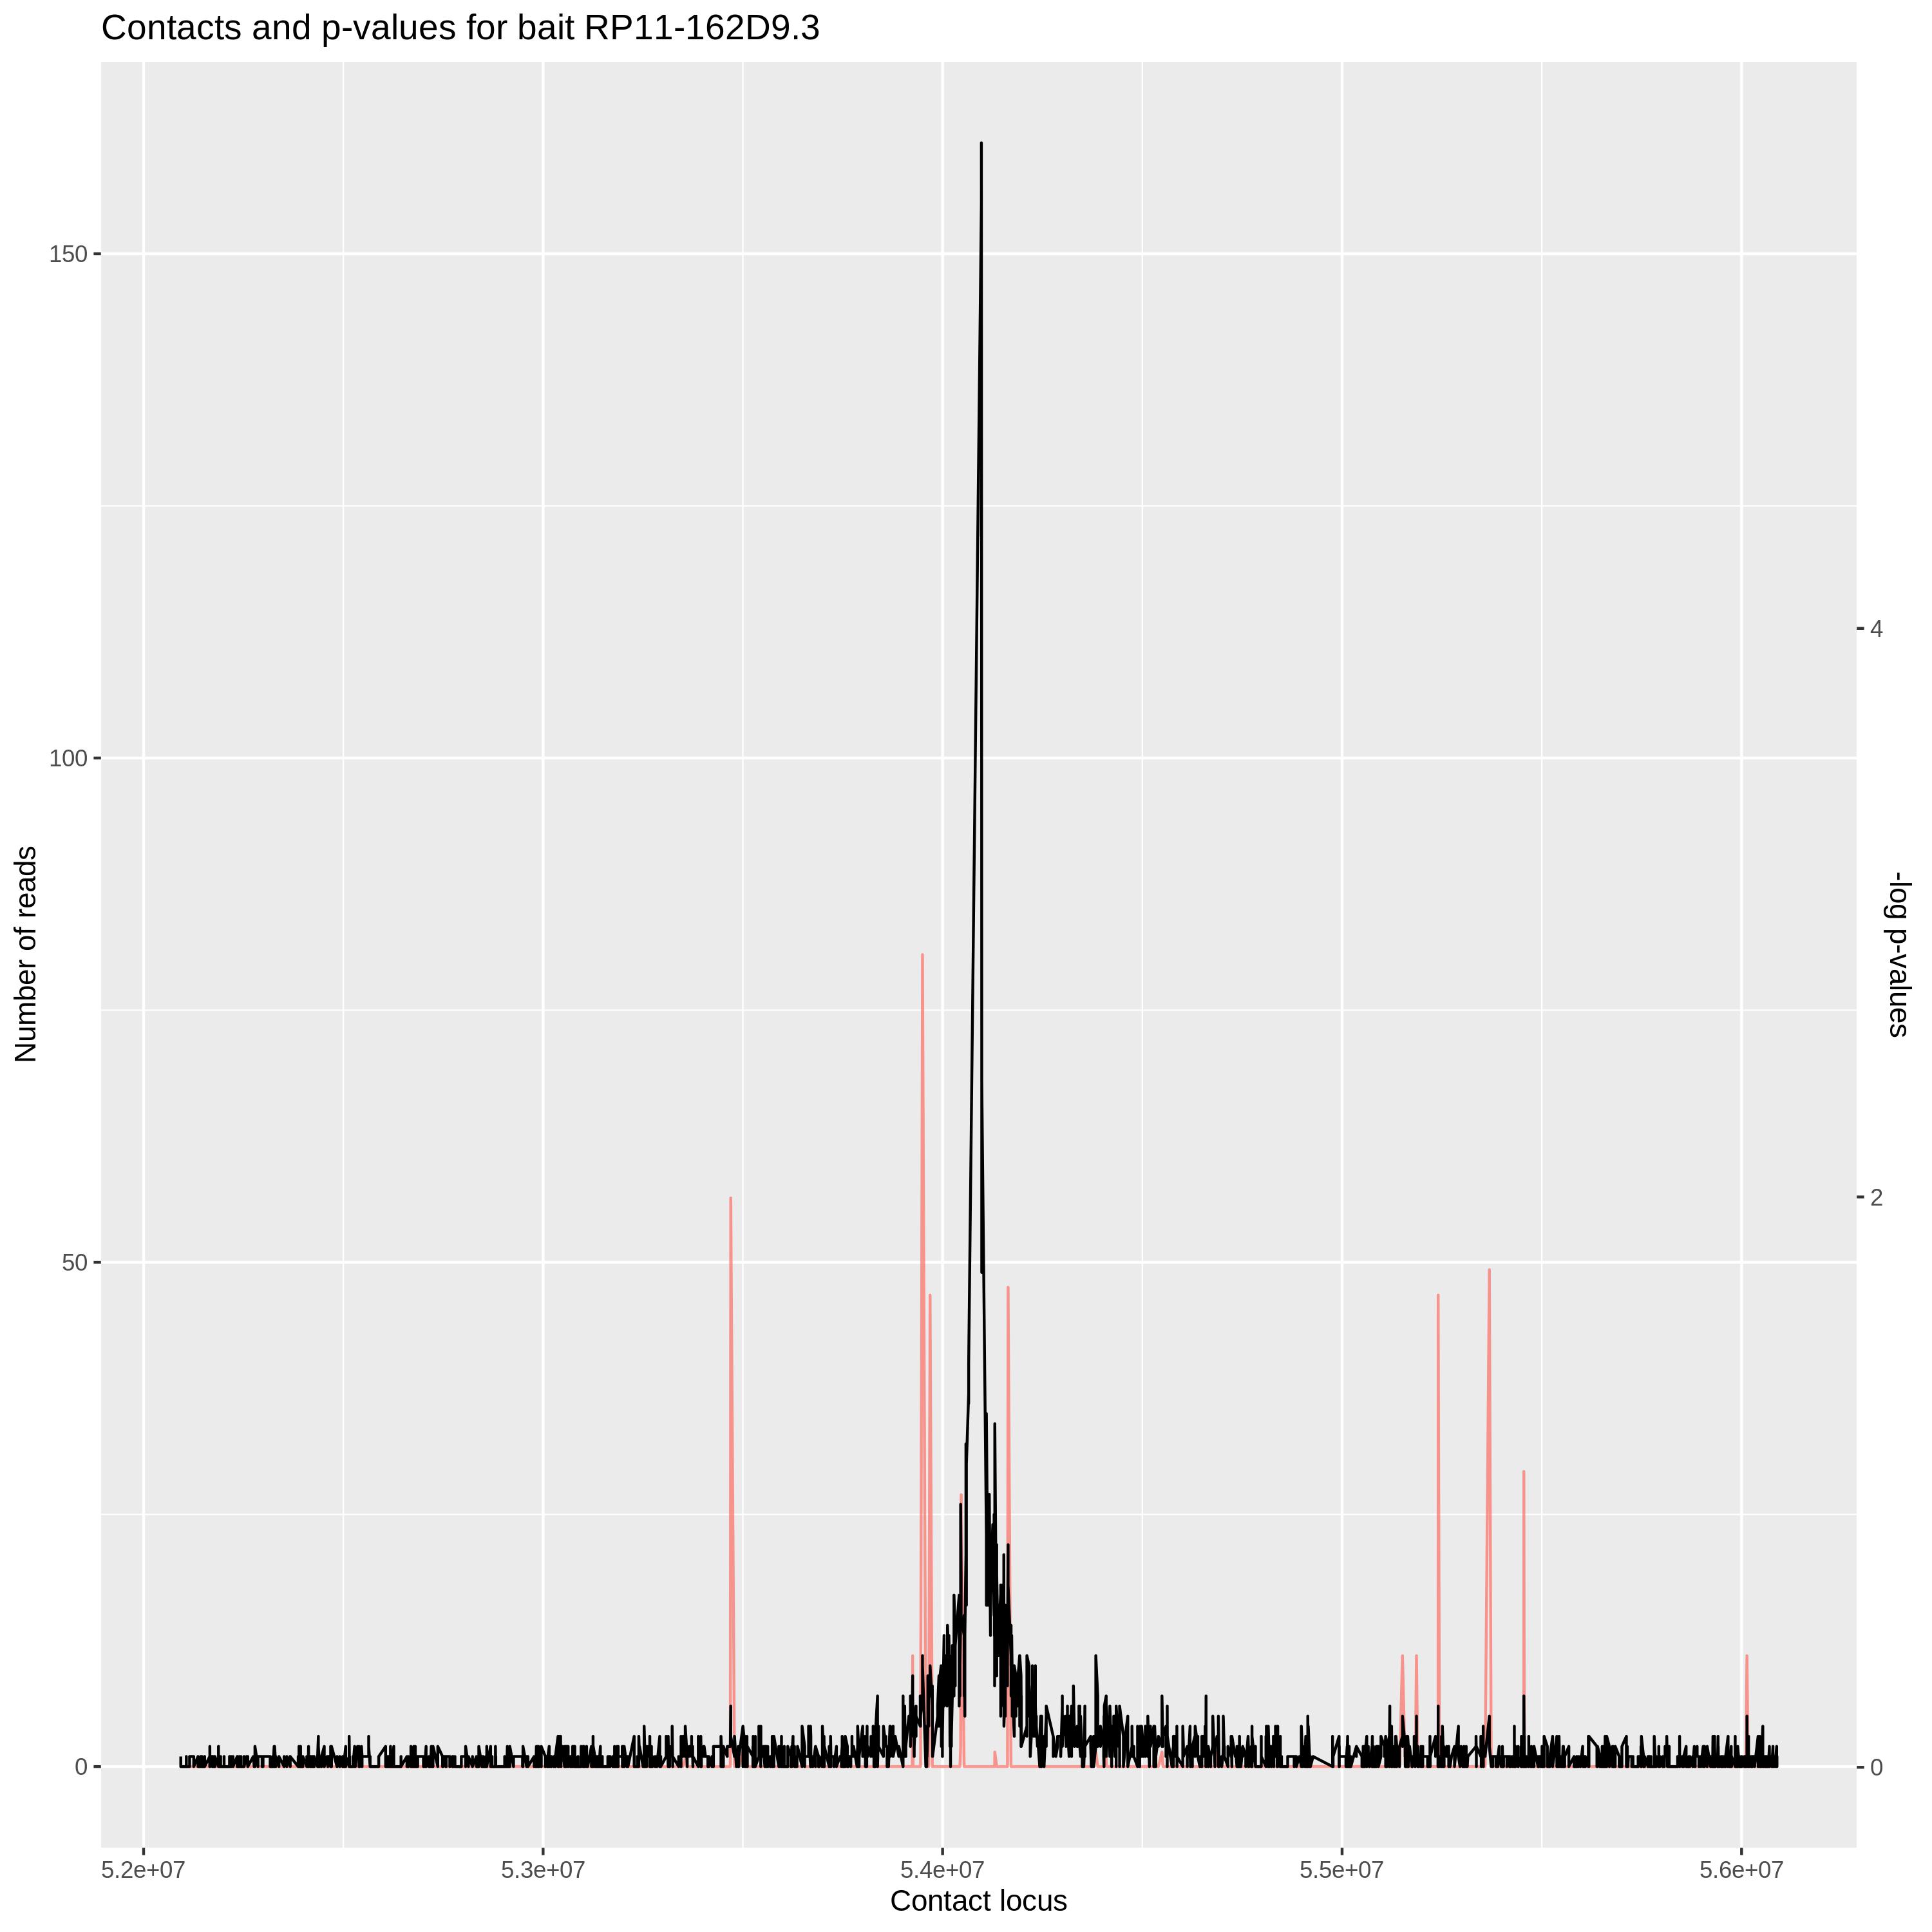 Contacts and p-values for bait RP11-162D9.3
150
100
50
0
Number of reads
4
2
0
-log p-values
5.2e+07
5.3e+07
5.4e+07
5.5e+07
5.6e+07
Contact locus